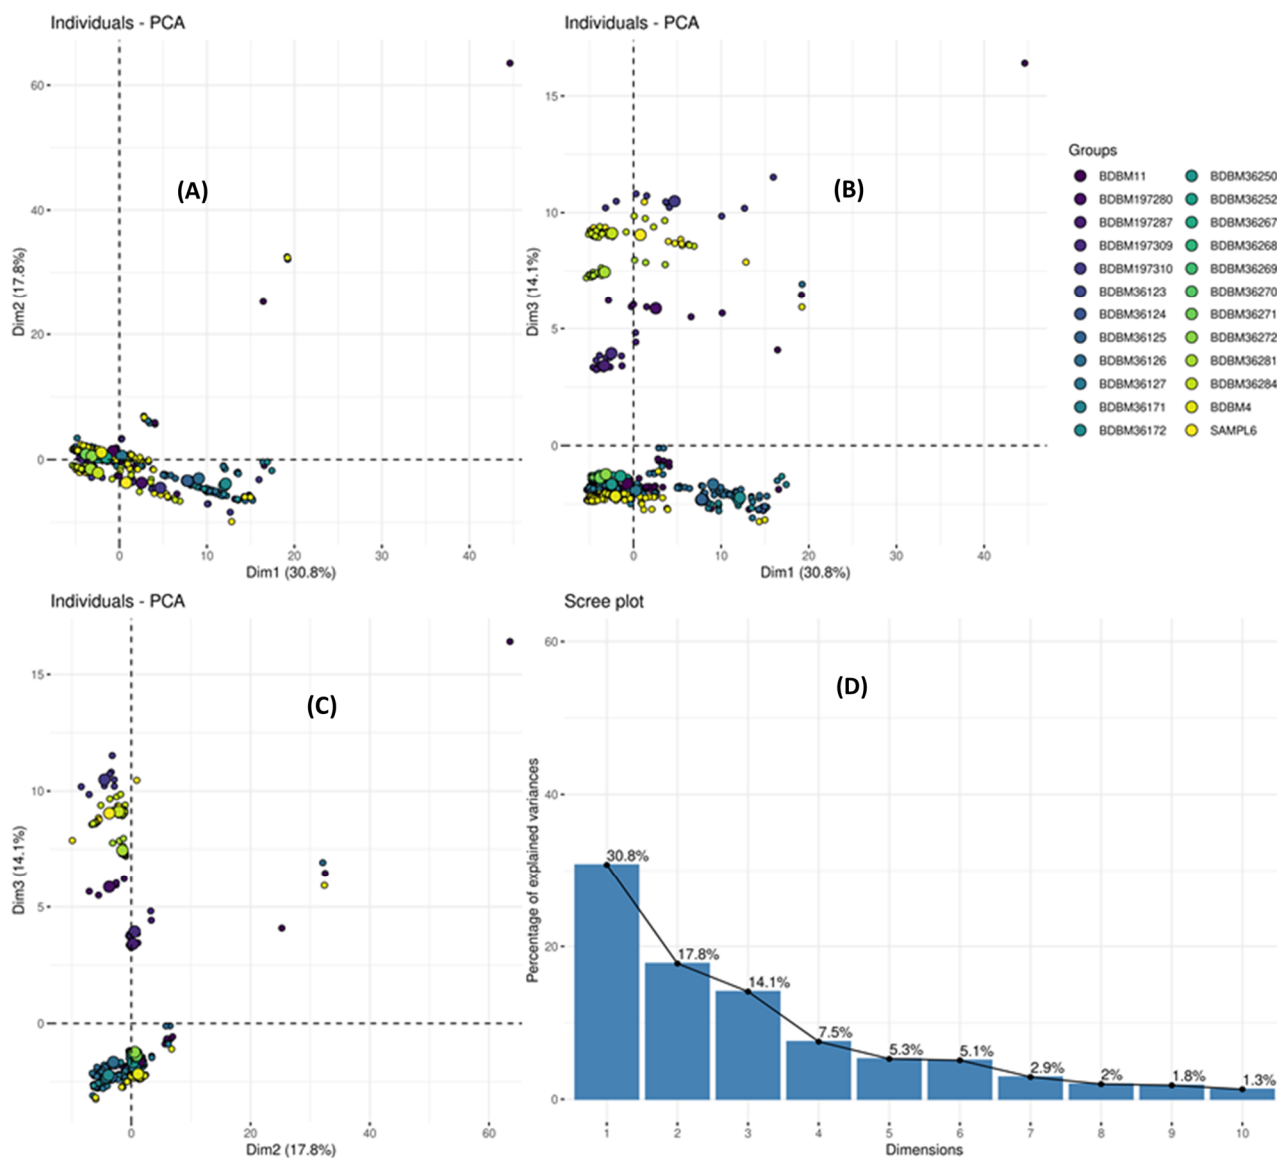 Individuals - PCA
(A)
Dim2 (17.8%)
60
40
20
0
0 10 20 30 40
Dim1 (30.8%)
Individuals - PCA
(B)
Dim3 (14.1%)
15
10
5
0
0 10 20 30 40
Dim1 (30.8%)
Groups
BDBM11 BDBM36250
BDBM197280 BDBM36252
BDBM197287 BDBM36267
BDBM197309 BDBM36268
BDBM197310 BDBM36269
BDBM36123 BDBM36270
BDBM36124 BDBM36271
BDBM36125 BDBM36272
BDBM36126 BDBM36281
BDBM36127 BDBM36284
BDBM36171 BDBM4
BDBM36172 SAMPL6
Individuals - PCA
(C)
Dim3 (14.1%)
15
10
5
0
0 20 40 60
Dim2 (17.8%)
Scree plot
(D)
Percentage of explained variances
60
40
20
0
30.8%
17.8%
14.1%
7.5%
5.3%
5.1%
2.9%
2%
1.8%
1.3%
1 2 3 4 5 6 7 8 9 10
Dimensions